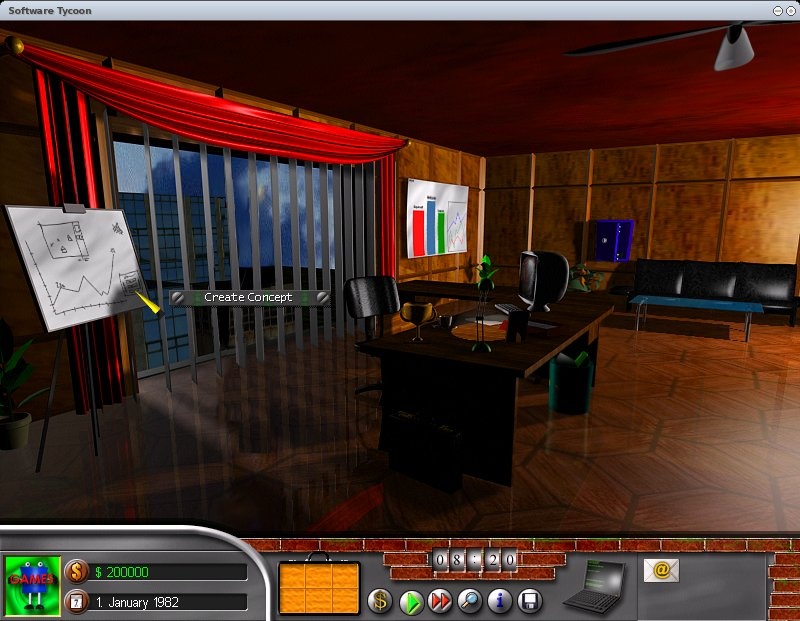 Software Tycoon
Create Concept
GAMES
$ 200000
1. January 1982
08:20